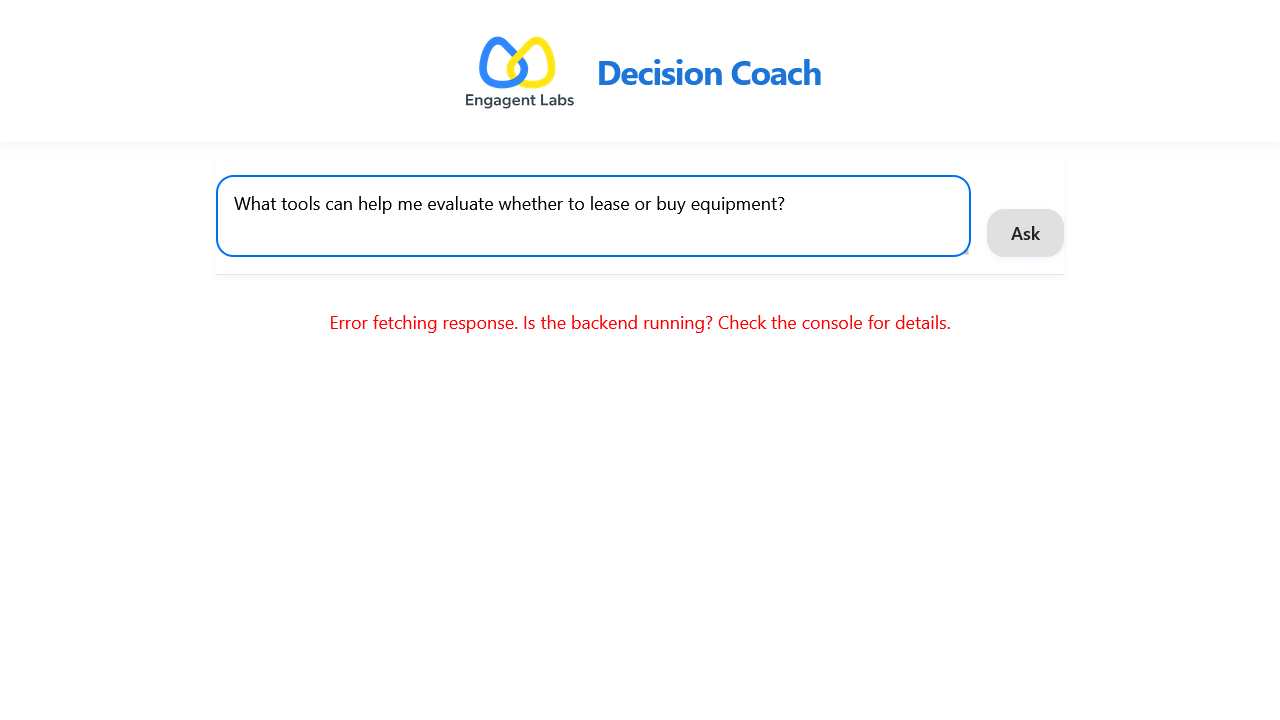 Engagent Labs
Decision Coach
What tools can help me evaluate whether to lease or buy equipment?
Ask
Error fetching response. Is the backend running? Check the console for details.